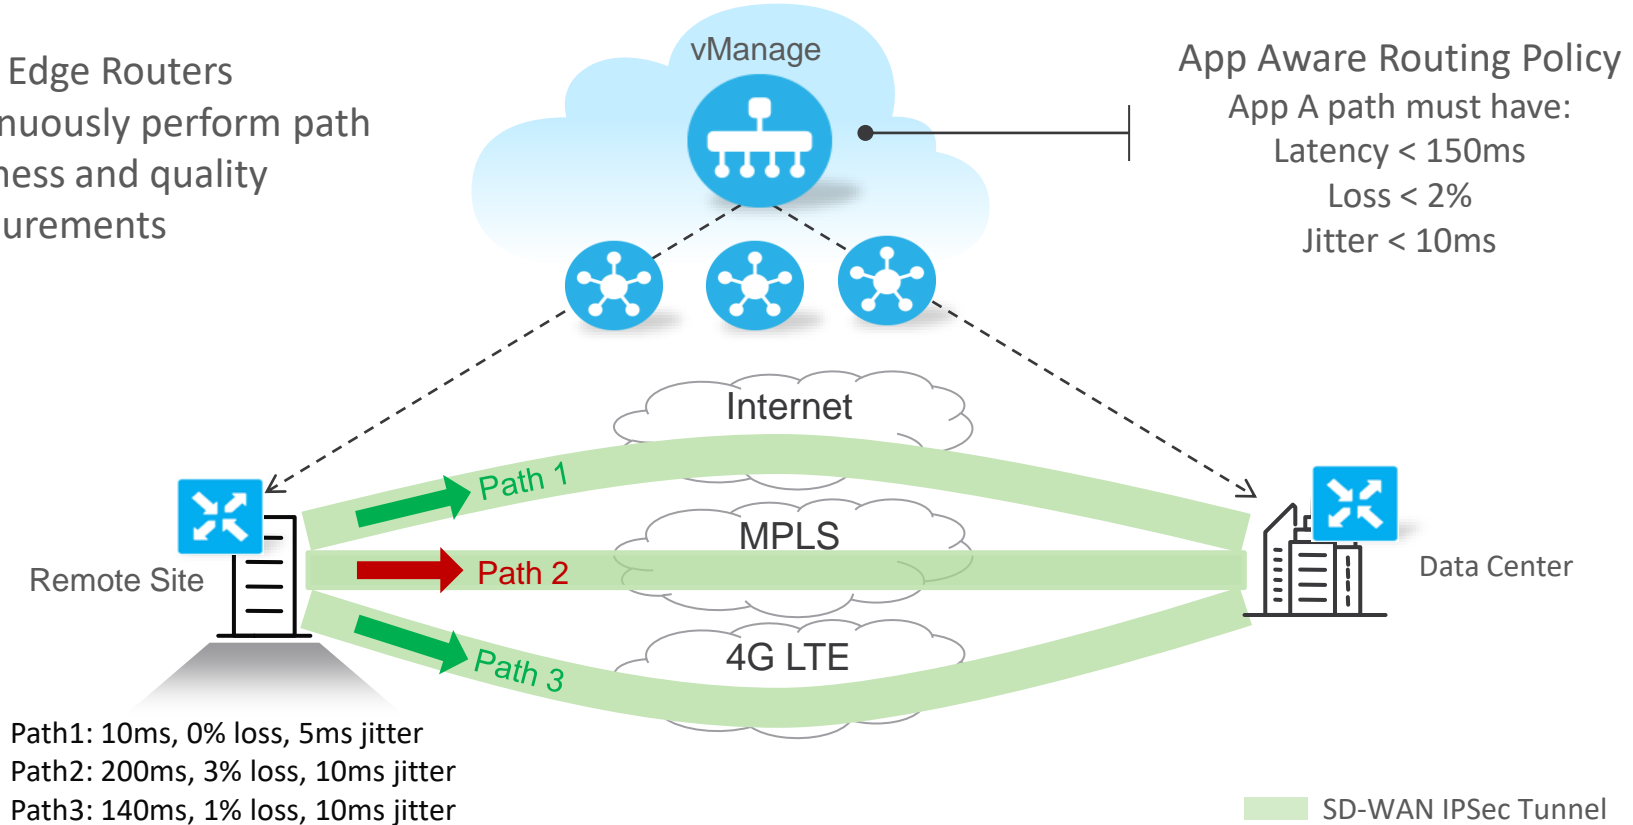 Edge Routers
perform path
and quality
vManage
App Aware Routing Policy
App A path must have:
Latency < 150ms
Loss < 2%
Jitter < 10ms
Internet
Path 1
MPLS
Path 2
Remote Site
Data Center
4G LTE
Path 3
Path1: 10ms, 0% loss, 5ms jitter
Path2: 200ms, 3% loss, 10ms jitter
Path3: 140ms, 1% loss, 10ms jitter
SD-WAN IPSec Tunnel